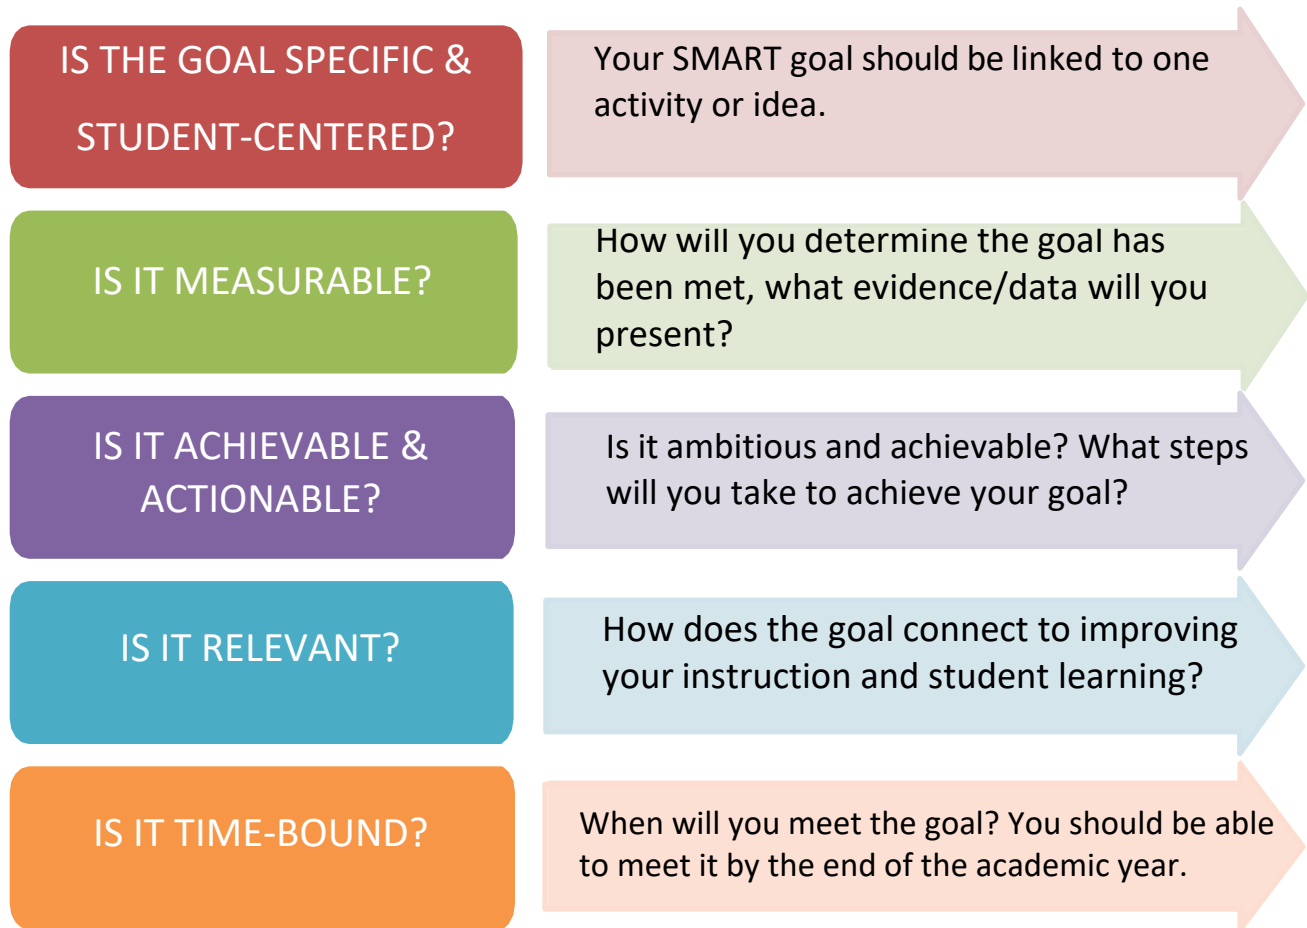 IS THE GOAL SPECIFIC &
STUDENT-CENTERED?
Your SMART goal should be linked to one
activity or idea.
IS IT MEASURABLE?
How will you determine the goal has
been met, what evidence/data will you
present?
IS IT ACHIEVABLE &
ACTIONABLE?
Is it ambitious and achievable? What steps
will you take to achieve your goal?
IS IT RELEVANT?
How does the goal connect to improving
your instruction and student learning?
IS IT TIME-BOUND?
When will you meet the goal? You should be able
to meet it by the end of the academic year.